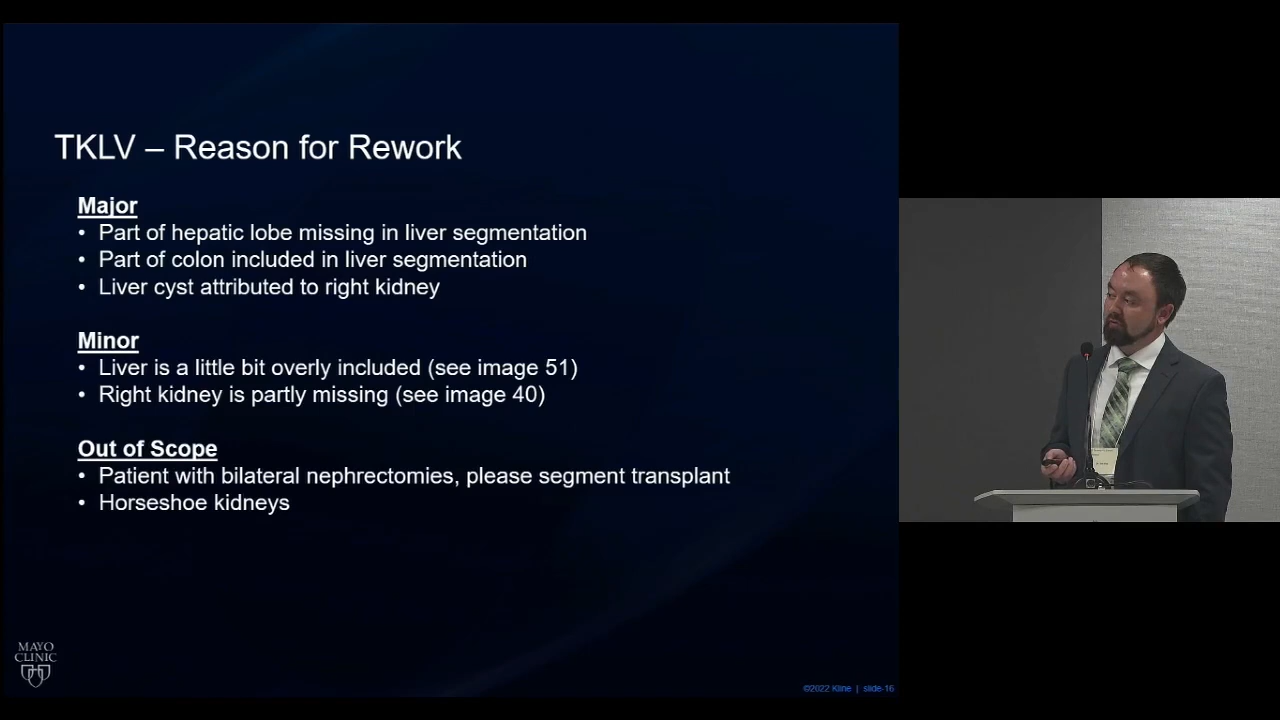 TKLV – Reason for Rework
Major
• Part of hepatic lobe missing in liver segmentation
• Part of colon included in liver segmentation
• Liver cyst attributed to right kidney
Minor
• Liver is a little bit overly included (see image 51)
• Right kidney is partly missing (see image 40)
Out of Scope
• Patient with bilateral nephrectomies, please segment transplant
• Horseshoe kidneys
MAYO
CLINIC
©2022 Kline | slide-16